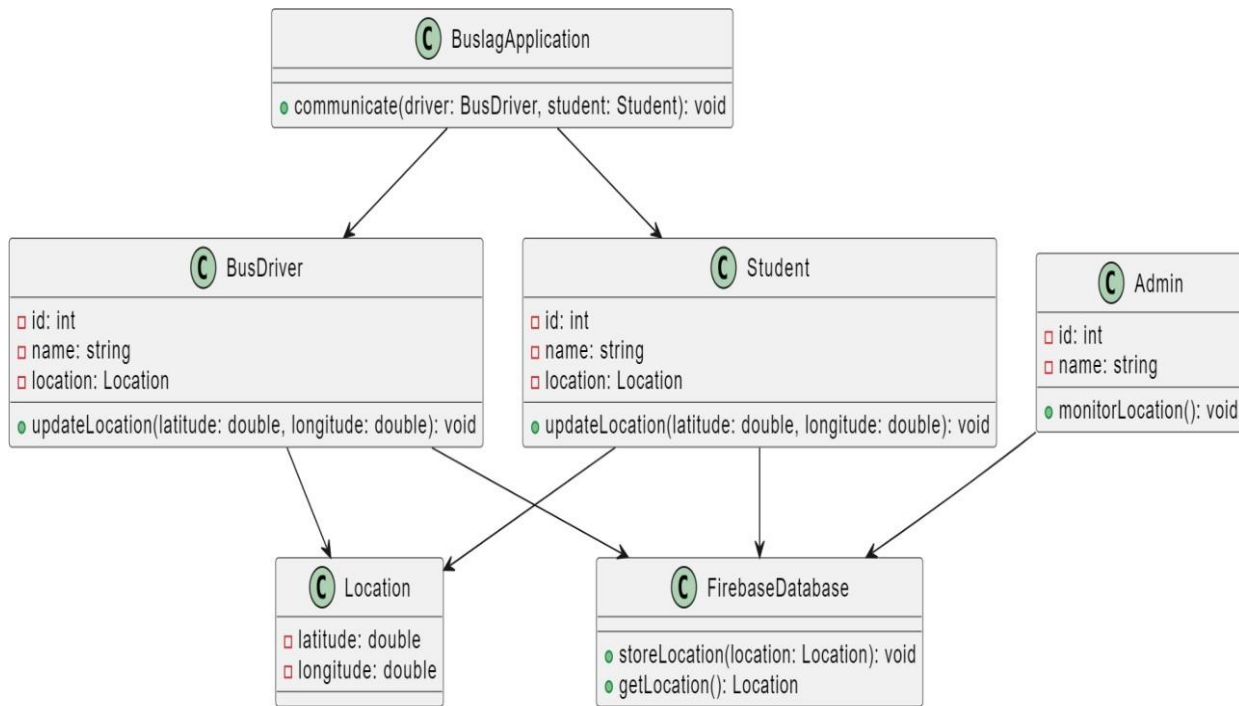 C BuslagApplication
communicate(driver: BusDriver, student: Student): void
C BusDriver
id: int
name: string
location: Location
updateLocation(latitude: double, longitude: double): void
C Student
id: int
name: string
location: Location
updateLocation(latitude: double, longitude: double): void
C Admin
id: int
name: string
monitorLocation(): void
C Location
latitude: double
longitude: double
C FirebaseDatabase
storeLocation(location: Location): void
getLocation(): Location